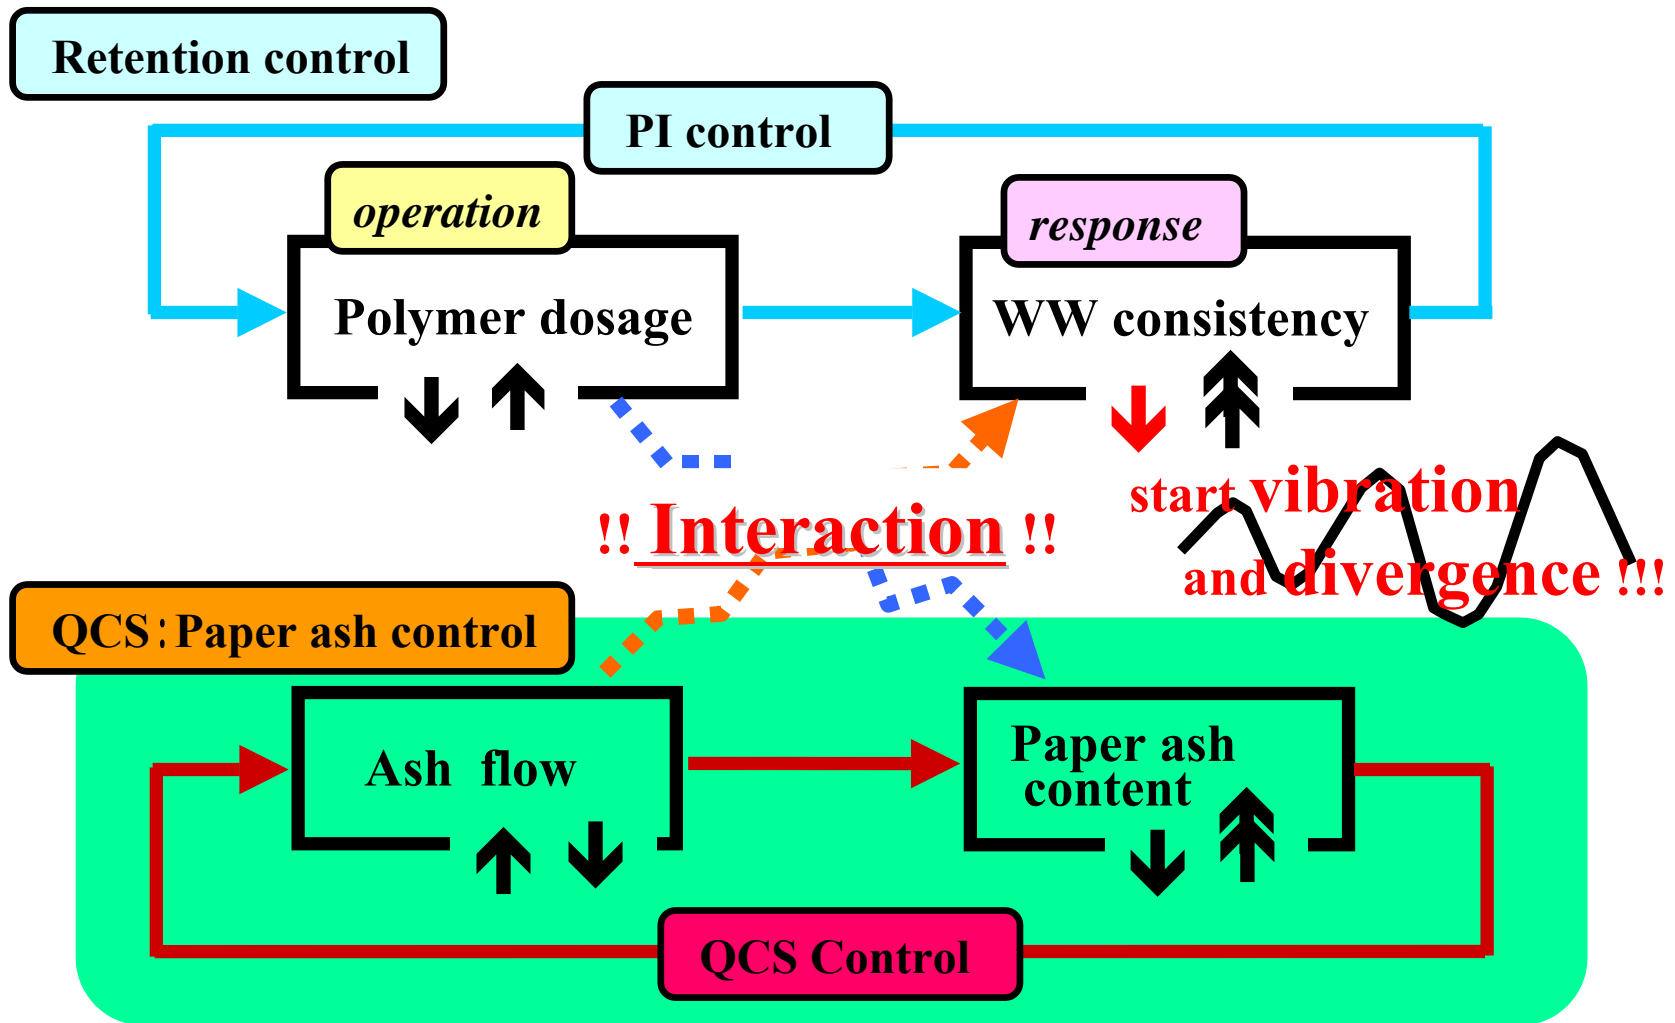 Retention control
PI control
operation
response
Polymer dosage
WW consistency
start vibration
!! Interaction !!
and divergence !!!
QCS:Paper ash control
Ash flow
Paper ash
content
QCS Control